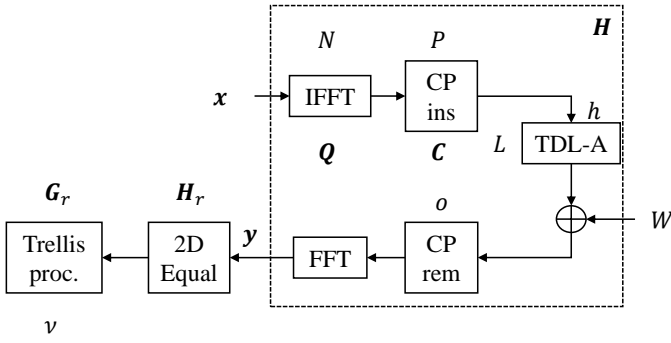 H
N
P
x
IFFT
CP
ins
h
L
TDL-A
Q
C
G_r
H_r
o
W
y
Trellis
proc.
2D
Equal
FFT
CP
rem
ν